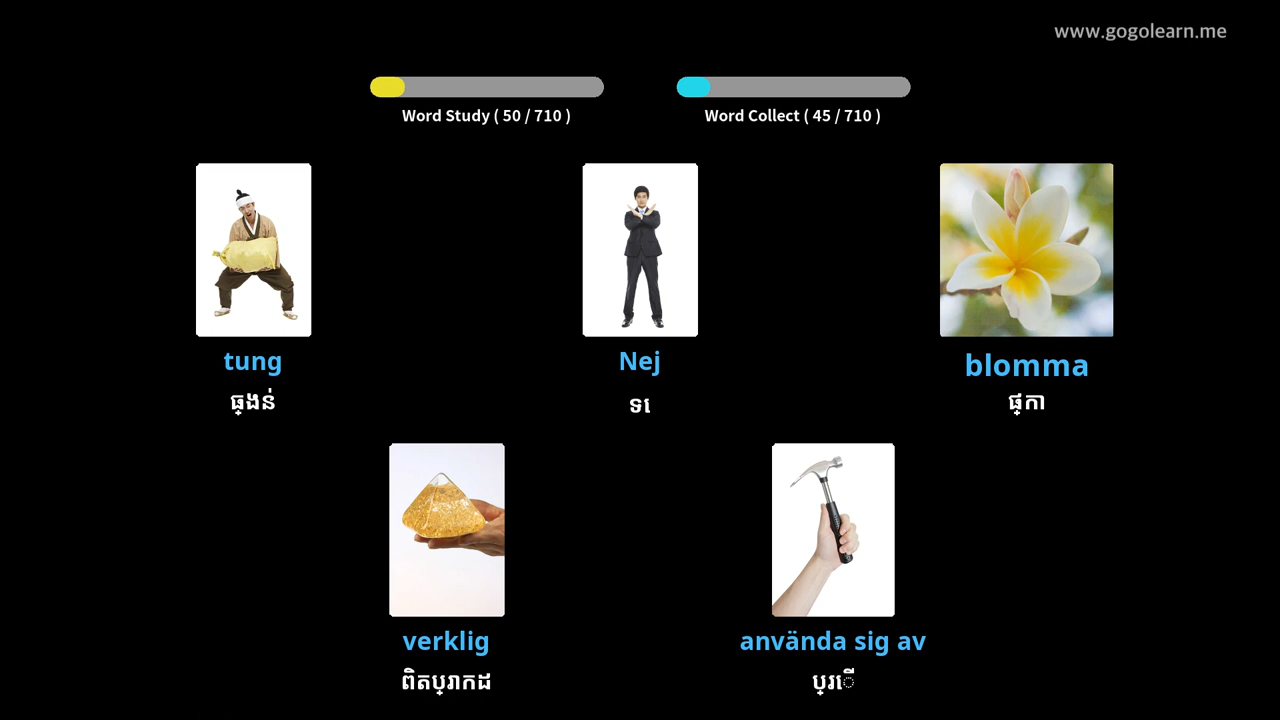 www.gogolearn.me
Word Study ( 50 / 710 )
Word Collect ( 45 / 710 )
tung
ធ្ងន់
Nej
ទេ
blomma
ផ្កា
verklig
ពិតប្រាកដ
använda sig av
ប្រើ